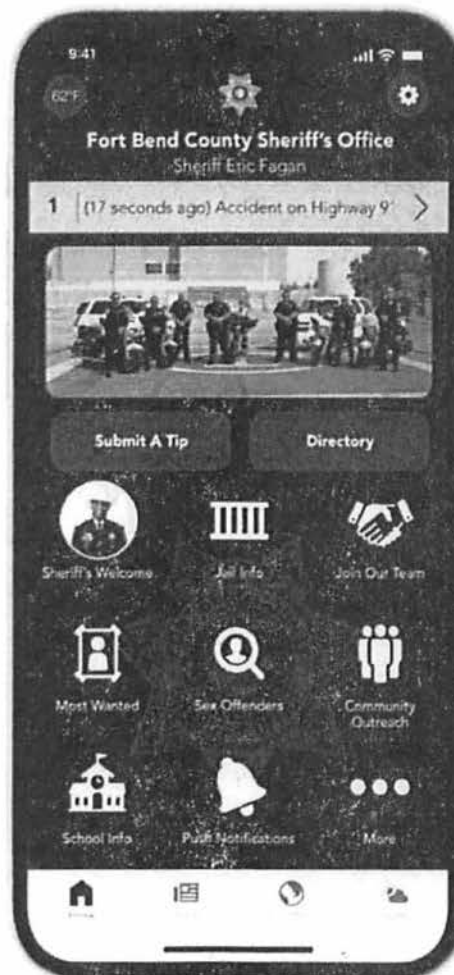 9:41
62°F
Fort Bend County Sheriff's Office
Sheriff Eric Fagan
1 (17 seconds ago) Accident on Highway 9
Submit A Tip Directory
Sheriff's Welcome Jail Info Join Our Team
Most Wanted Sex Offenders Community
Outreach
School Info Push Notifications More